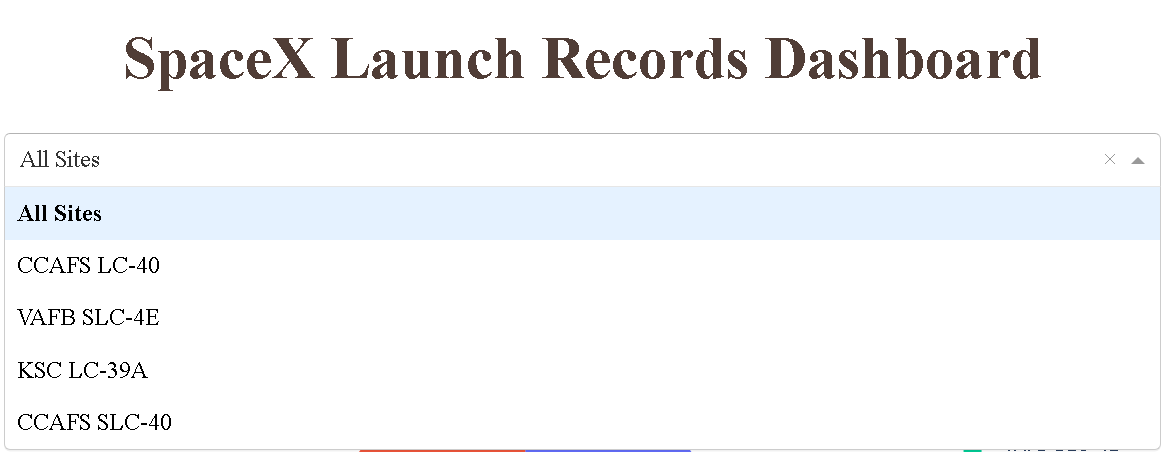 SpaceX Launch Records Dashboard
All Sites
All Sites
CCAFS LC-40
VAFB SLC-4E
KSC LC-39A
CCAFS SLC-40